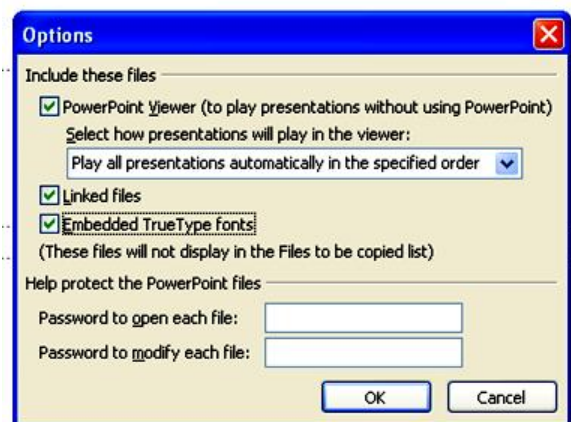 Options
Include these files
PowerPoint Viewer (to play presentations without using PowerPoint)
Select how presentations will play in the viewer:
Play all presentations automatically in the specified order
Linked files
Embedded TrueType fonts
(These files will not display in the Files to be copied list)
Help protect the PowerPoint files
Password to open each file:
Password to modify each file:
OK Cancel